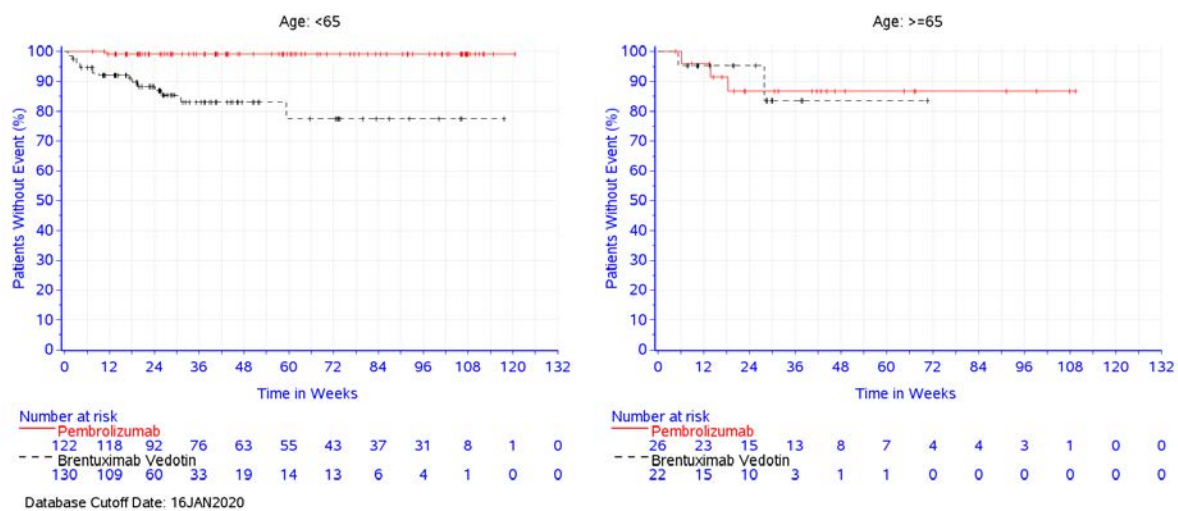 Age: <65
Age: >=65
Patients Without Event (%)
100
90
80
70
60
50
40
30
20
10
0
0 12 24 36 48 60 72 84 96 108 120 132
Time in Weeks
Number at risk
Pembrolizumab
122 118 92 76 63 55 43 37 31 8 1 0
Brentuximab Vedotin
130 109 60 33 19 14 13 6 4 1 0 0
Patients Without Event (%)
100
90
80
70
60
50
40
30
20
10
0
0 12 24 36 48 60 72 84 96 108 120 132
Time in Weeks
Number at risk
Pembrolizumab
26 23 15 13 8 7 4 4 3 1 0 0
Brentuximab Vedotin
22 15 10 3 1 1 0 0 0 0 0 0
Database Cutoff Date: 16JAN2020